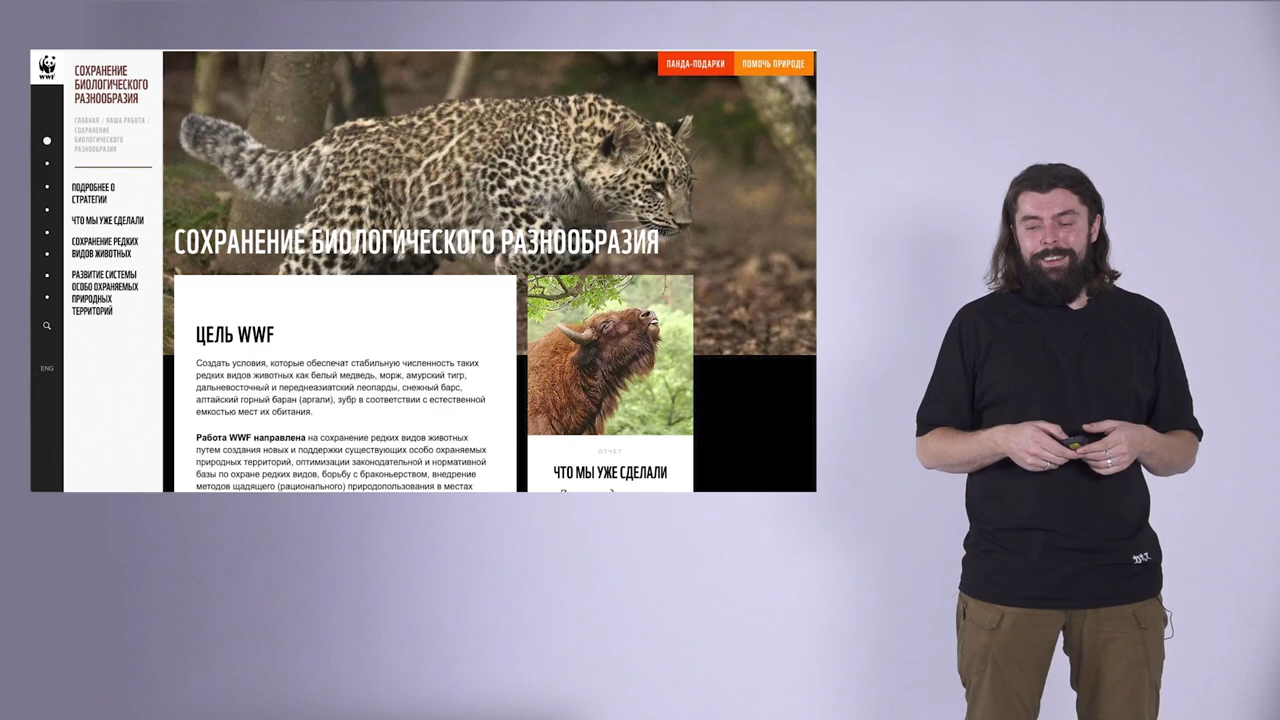 WWF
СОХРАНЕНИЕ
БИОЛОГИЧЕСКОГО
РАЗНООБРАЗИЯ
ГЛАВНАЯ / НАША РАБОТА /
СОХРАНЕНИЕ
БИОЛОГИЧЕСКОГО
РАЗНООБРАЗИЯ
ПОДРОБНЕЕ О
СТРАТЕГИИ
ЧТО МЫ УЖЕ СДЕЛАЛИ
СОХРАНЕНИЕ РЕДКИХ
ВИДОВ ЖИВОТНЫХ
РАЗВИТИЕ СИСТЕМЫ
ОСОБО ОХРАНЯЕМЫХ
ПРИРОДНЫХ
ТЕРРИТОРИЙ
ENG
ПАНДА-ПОДАРКИ
ПОМОЧЬ ПРИРОДЕ
СОХРАНЕНИЕ БИОЛОГИЧЕСКОГО РАЗНООБРАЗИЯ
ЦЕЛЬ WWF
Создать условия, которые обеспечат стабильную численность таких
редких видов животных как белый медведь, морж, амурский тигр,
дальневосточный и переднеазиатский леопарды, снежный барс,
алтайский горный баран (аргали), зубр в соответствии с естественной
емкостью мест их обитания.
Работа WWF направлена на сохранение редких видов животных
путем создания новых и поддержки существующих особо охраняемых
природных территорий, оптимизации законодательной и нормативной
базы по охране редких видов, борьбу с браконьерством, внедрение
методов щадящего (рационального) природопользования в местах
ОТЧЕТ
ЧТО МЫ УЖЕ СДЕЛАЛИ